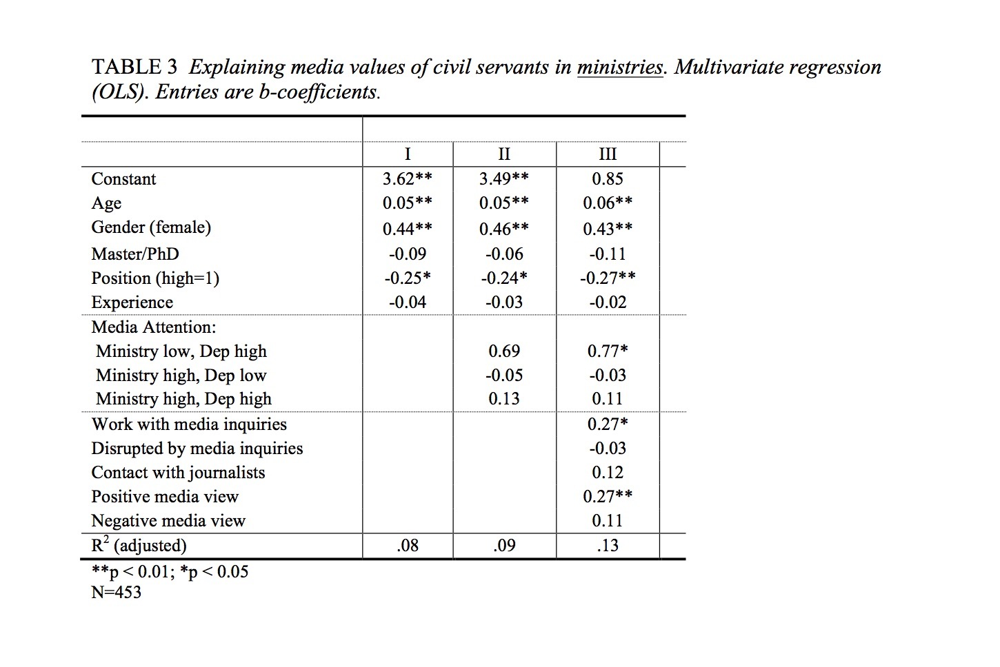 TABLE 3 Explaining media values of civil servants in ministries. Multivariate regression
(OLS). Entries are b-coefficients.
I II III
Constant 3.62** 3.49** 0.85
Age 0.05** 0.05** 0.06**
Gender (female) 0.44** 0.46** 0.43**
Master/PhD -0.09 -0.06 -0.11
Position (high=1) -0.25* -0.24* -0.27**
Experience -0.04 -0.03 -0.02
Media Attention:
Ministry low, Dep high 0.69 0.77*
Ministry high, Dep low -0.05 -0.03
Ministry high, Dep high 0.13 0.11
Work with media inquiries 0.27*
Disrupted by media inquiries -0.03
Contact with journalists 0.12
Positive media view 0.27**
Negative media view 0.11
R² (adjusted) .08 .09 .13
**p < 0.01; *p < 0.05
N=453